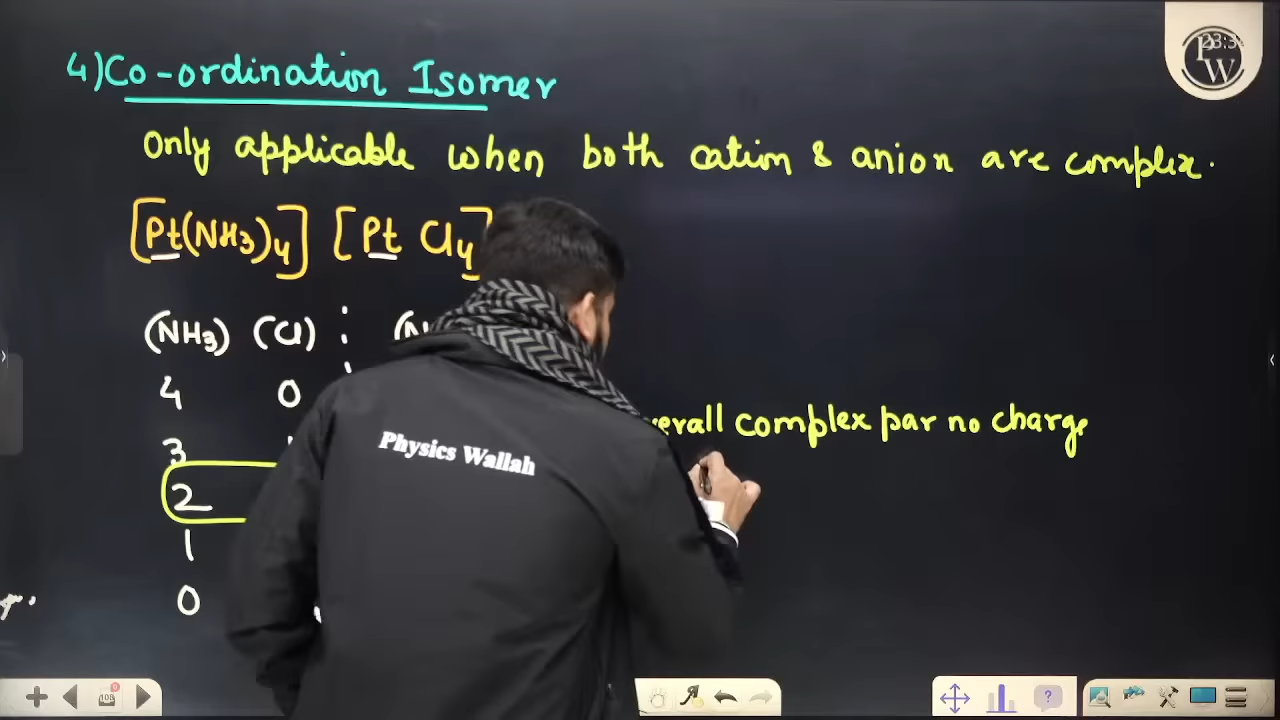 4) Co-ordination Isomer
Only applicable when both cation & anion are complex.
[Pt(NH3)4] [Pt Cl4]
(NH3) (Cl) :
4 0
3
2
1
0
complex par no charge
Physics Wallah
PW